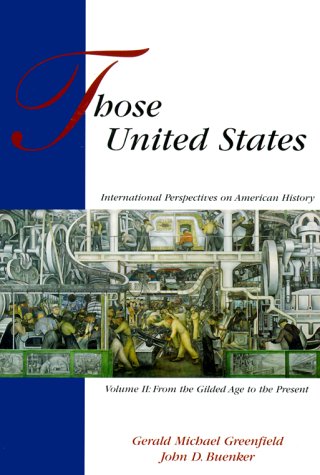 Those
United States
International Perspectives on American History
Volume II: From the Gilded Age to the Present
Gerald Michael Greenfield
John D. Buenker